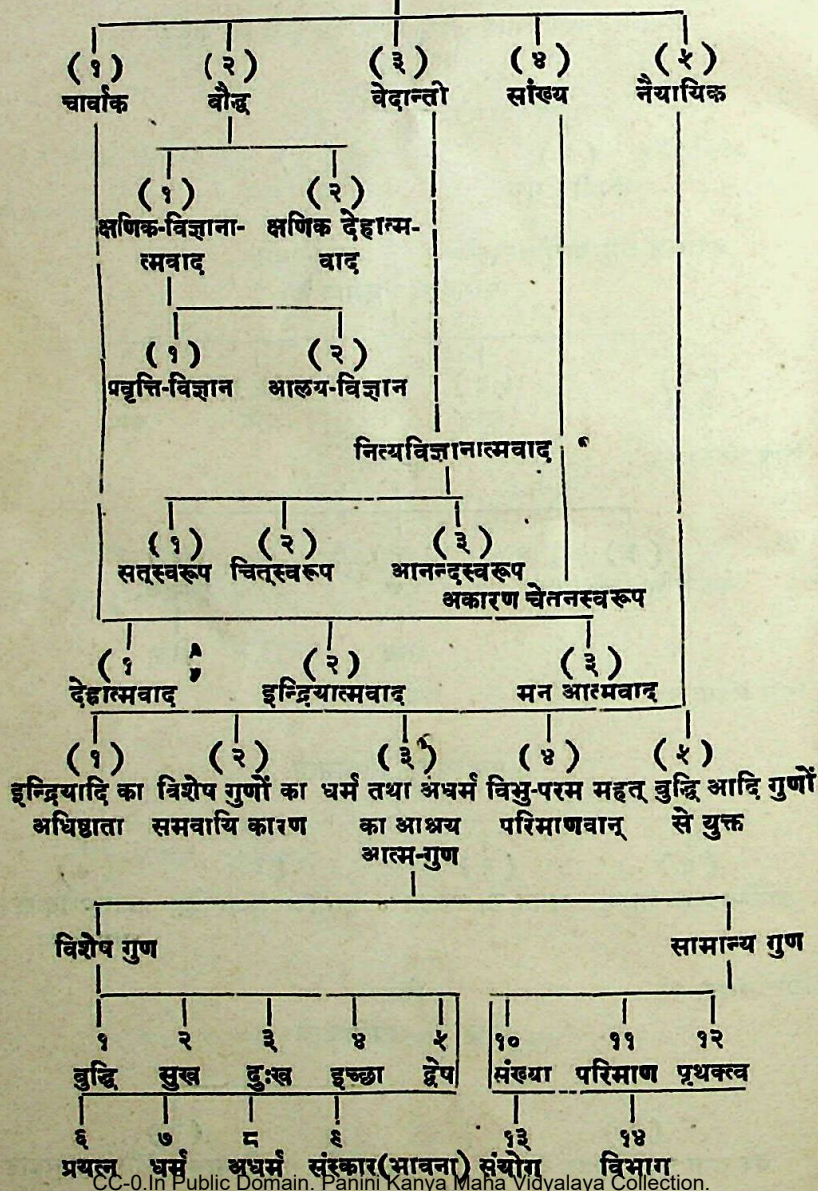 (१) (२) (३) (४) (५)
चार्वाक बौद्ध वेदान्ती सांख्य नैयायिक
(१) (२)
क्षणिक-विज्ञाना- क्षणिक देहात्म-
त्मवाद वाद
(१) (२)
प्रवृत्ति-विज्ञान आलय-विज्ञान
नित्यविज्ञानात्मवाद
(१) (२) (३)
सत्स्वरूप चित्स्वरूप आनन्दस्वरूप
अकारण चेतनस्वरूप
(१) (२) (३)
देहात्मवाद इन्द्रियात्मवाद मन आत्मवाद
(१) (२) (३) (४) (५)
इन्द्रियादि का विशेष गुणों का धर्म तथा अधर्म विभु-परम महत् बुद्धि आदि गुणों
अधिष्ठाता समवायि कारण का आश्रय परिमाणवान् से युक्त
आत्म-गुण
विशेष गुण सामान्य गुण
१ २ ३ ४ ५ १० ११ १२
बुद्धि सुख दुःख इच्छा द्वेष संख्या परिमाण पृथक्त्व
६ ७ ८ ९ १३ १४
प्रयत्न धर्म अधर्म संस्कार(भावना) संयोग विभाग
CC-0.In Public Domain. Panini Kanya Maha Vidyalaya Collection.